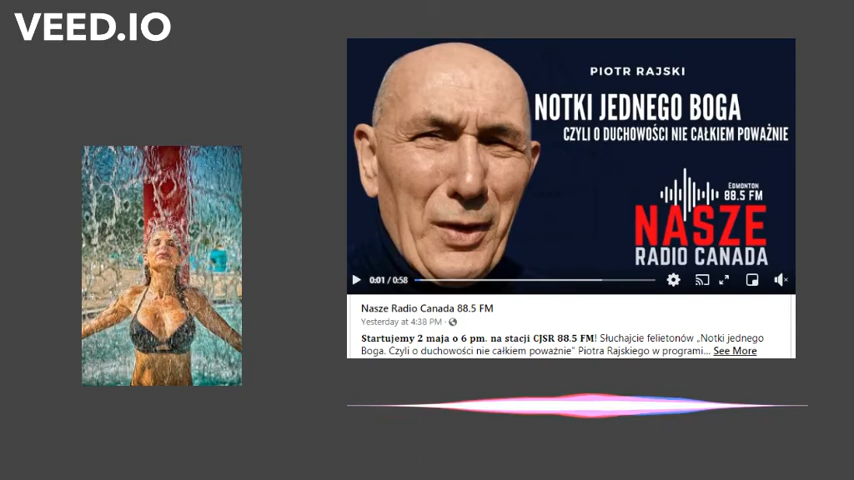 VEED.IO
PIOTR RAJSKI
NOTKI JEDNEGO BOGA
CZYLI O DUCHOWOŚCI NIE CAŁKIEM POWAŻNIE
EDMONTON
88.5 FM
NASZE
RADIO CANADA
0:01 / 0:58
Nasze Radio Canada 88.5 FM
Yesterday at 4:38 PM ·
Startujemy 2 maja o 6 pm. na stacji CJSR 88.5 FM! Słuchajcie felietonów „Notki jednego
Boga. Czyli o duchowości nie całkiem poważnie" Piotra Rajskiego w programi... See More